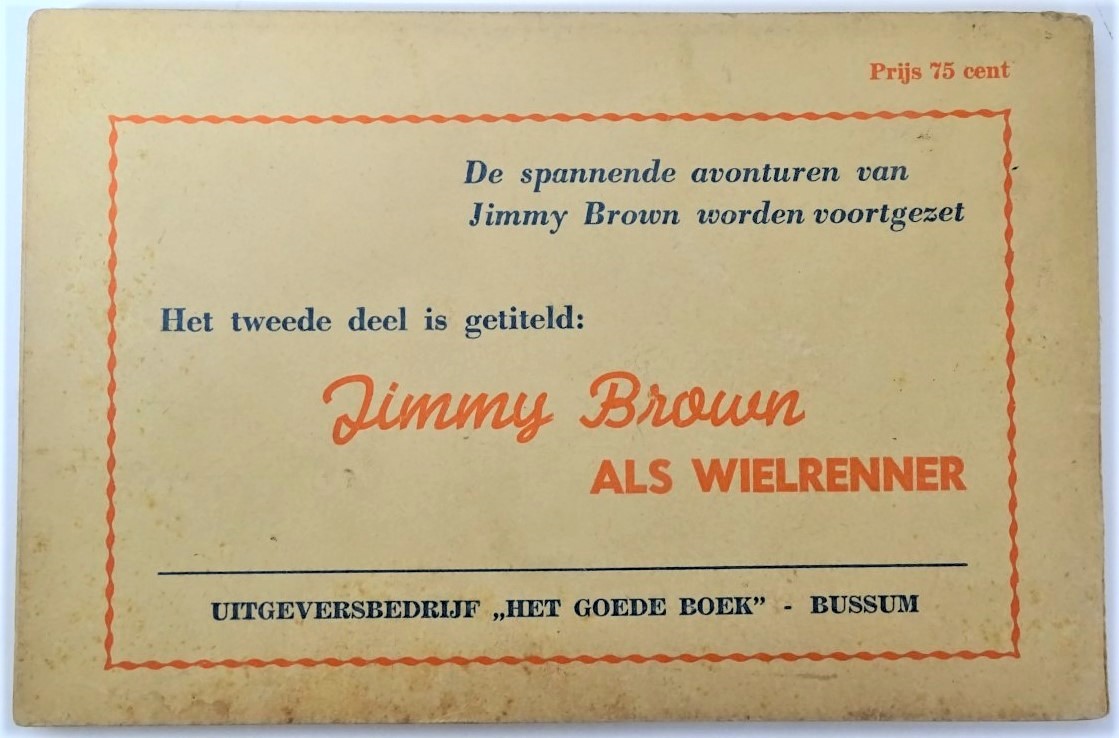 Prijs 75 cent
De spannende avonturen van
Jimmy Brown worden voortgezet
Het tweede deel is getiteld:
Jimmy Brown
ALS WIELRENNER
UITGEVERSBEDRIJF „HET GOEDE BOEK” - BUSSUM